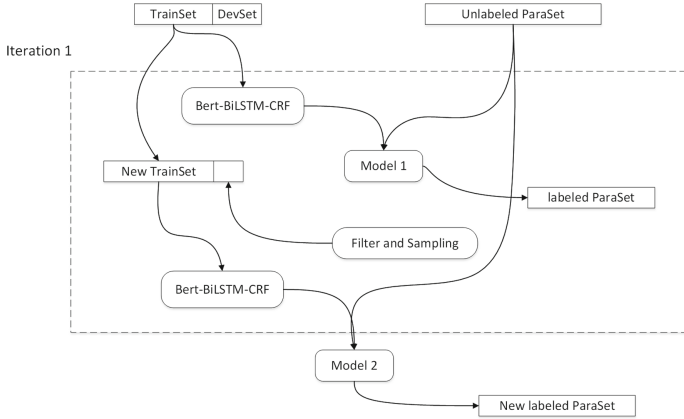 TrainSet DevSet
Unlabeled ParaSet
Iteration 1
Bert-BiLSTM-CRF
Model 1
New TrainSet
labeled ParaSet
Filter and Sampling
Bert-BiLSTM-CRF
Model 2
New labeled ParaSet